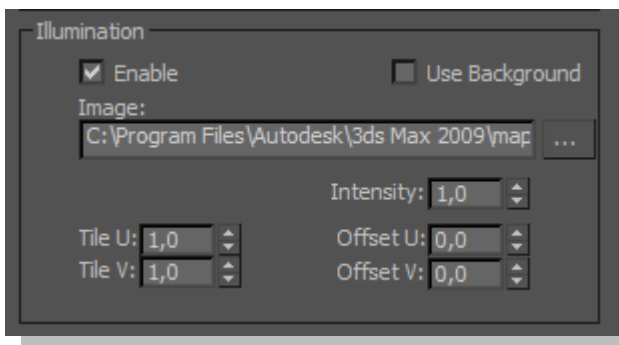 Illumination
Enable Use Background
Image:
C:\Program Files\Autodesk\3ds Max 2009\map ...
Intensity: 1,0
Tile U: 1,0 Offset U: 0,0
Tile V: 1,0 Offset V: 0,0